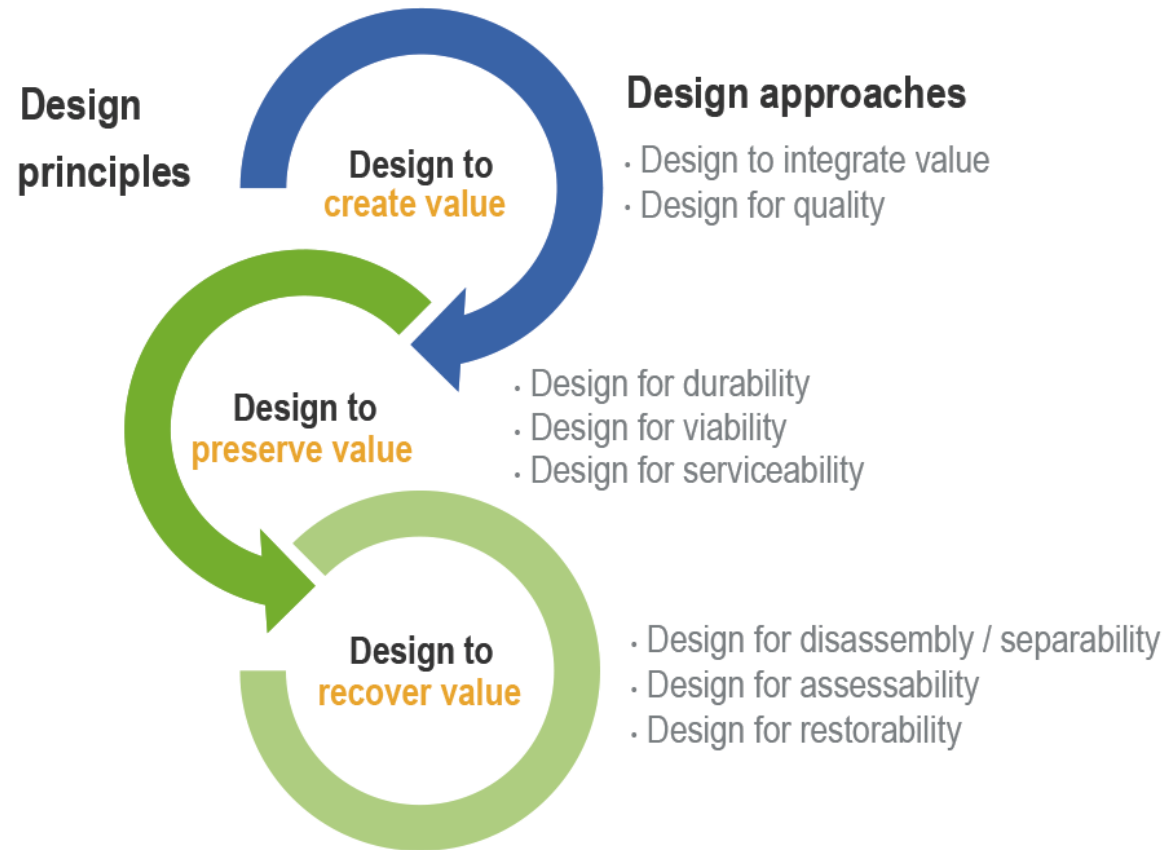 Design
principles
Design approaches
Design to
create value
· Design to integrate value
· Design for quality
Design to
preserve value
· Design for durability
· Design for viability
· Design for serviceability
Design to
recover value
· Design for disassembly / separability
· Design for assessability
· Design for restorability